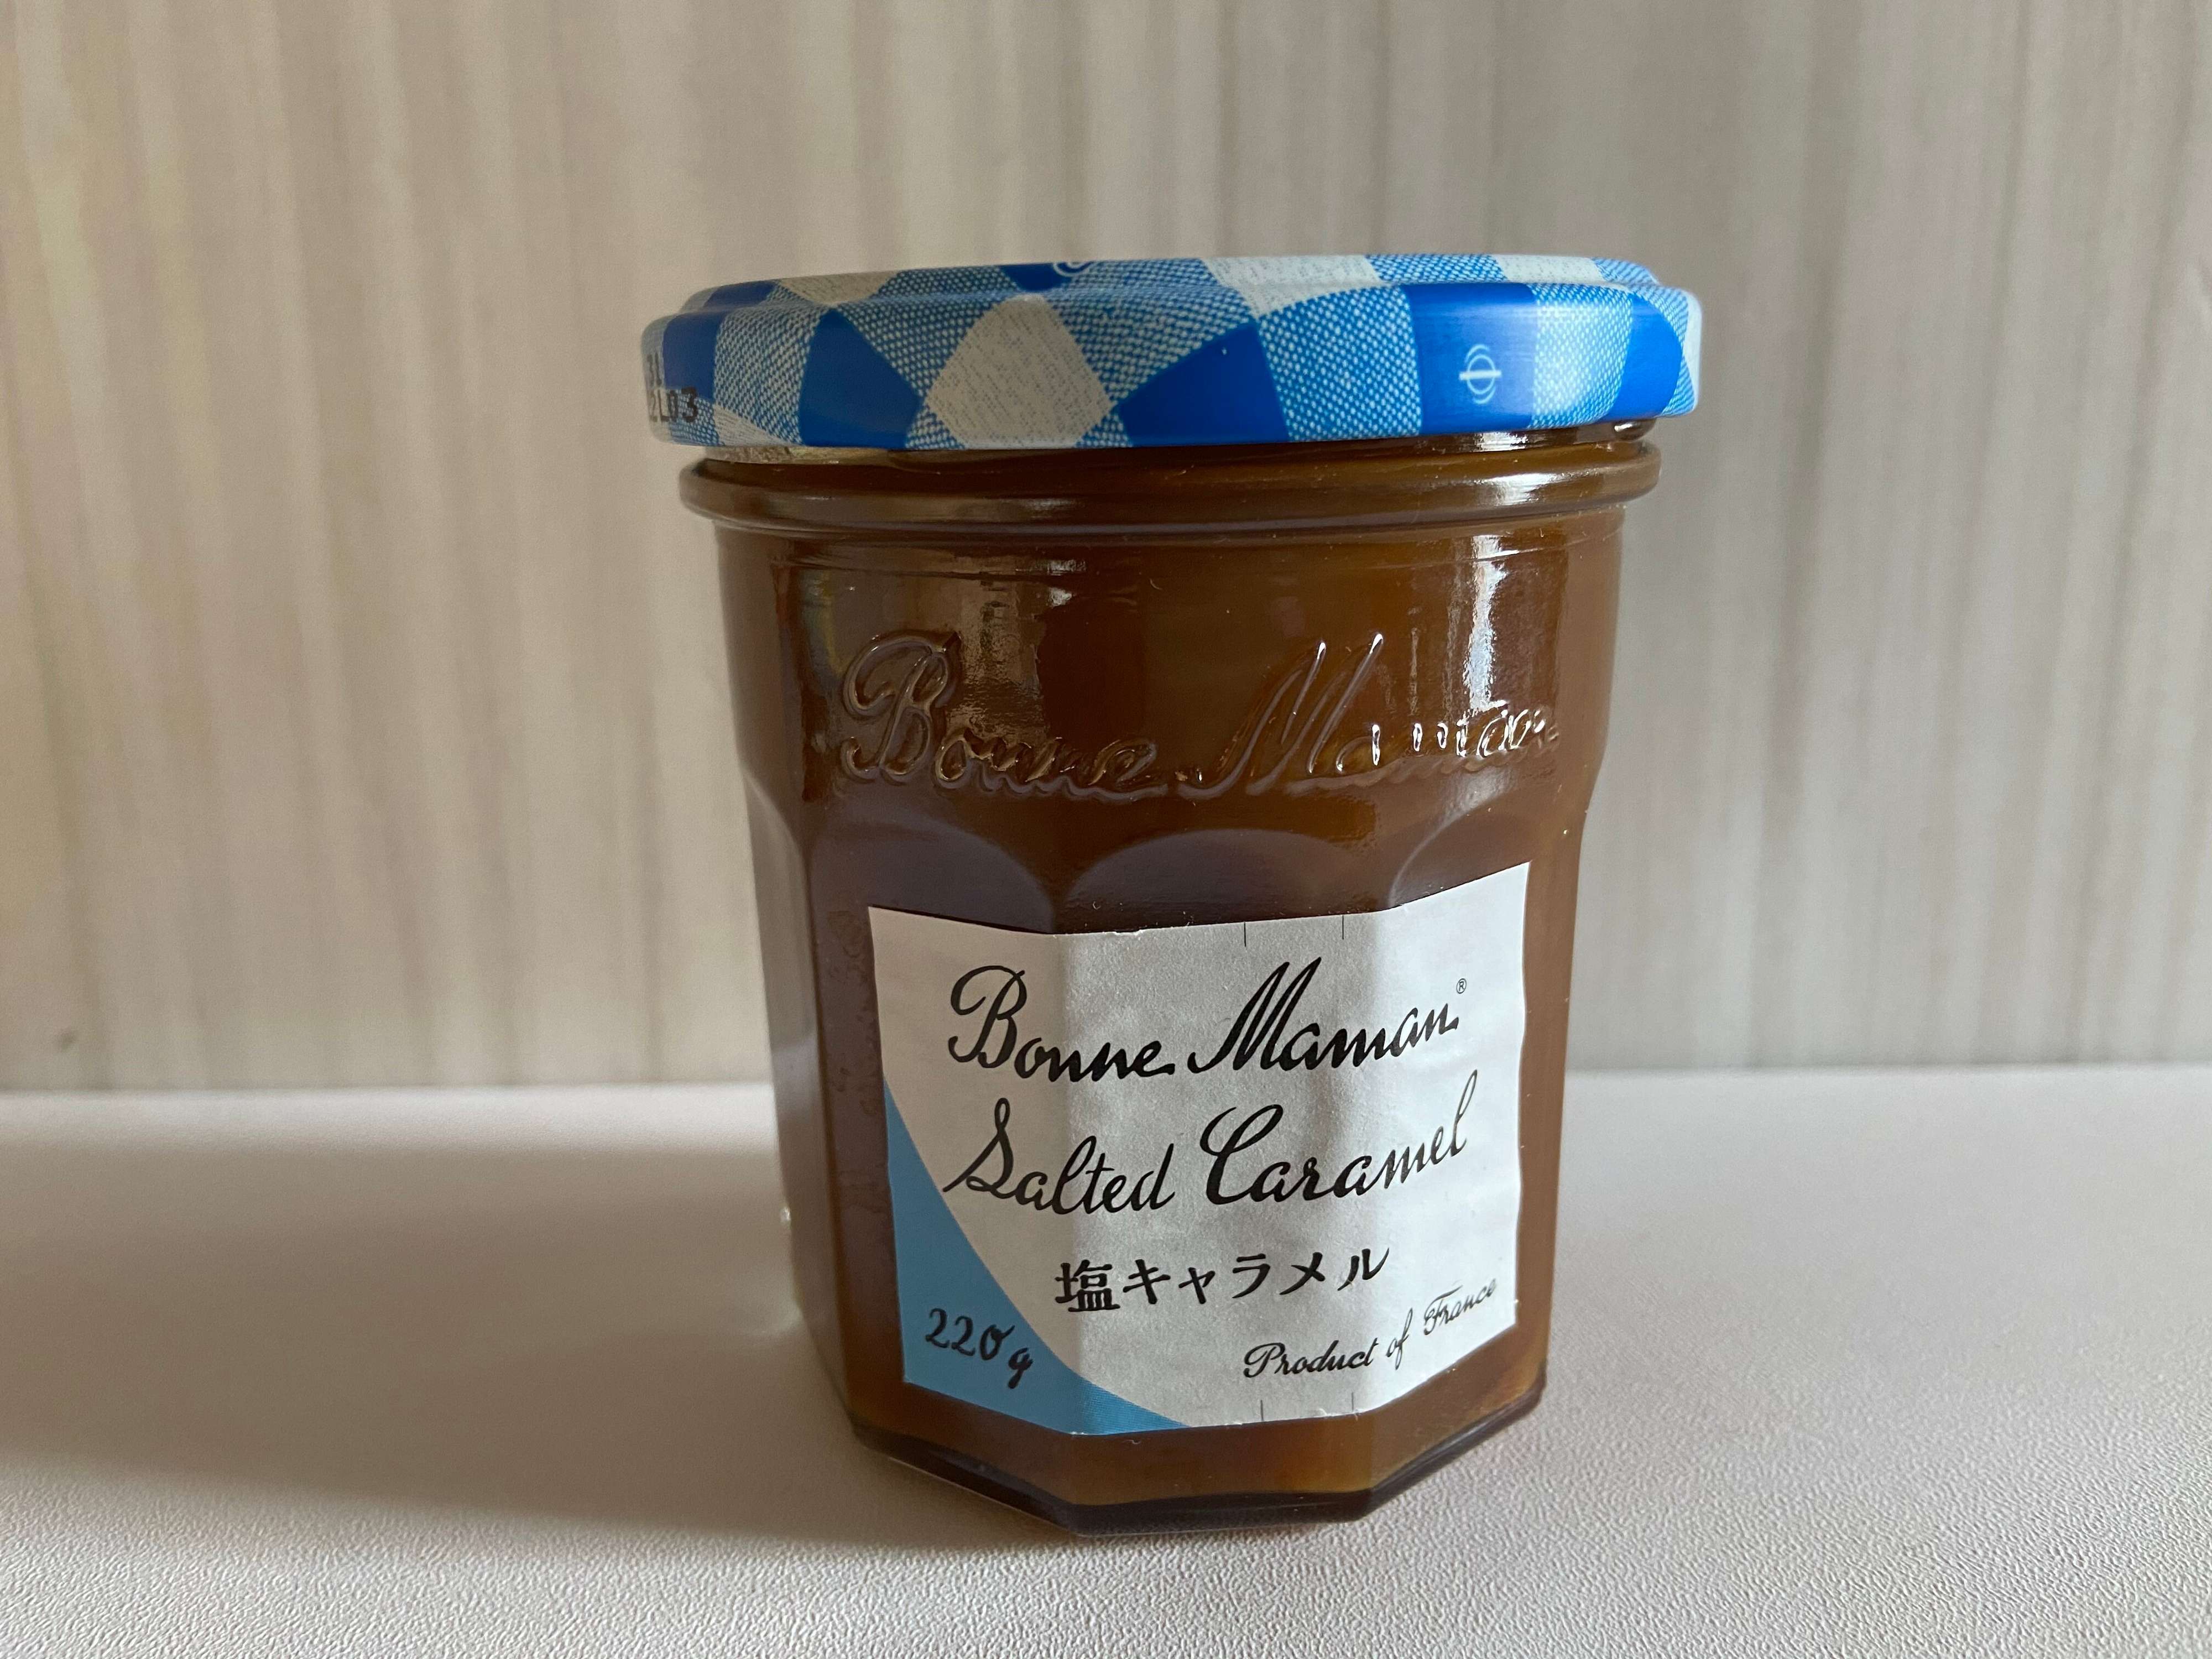 Bonne Maman
Bonne Maman®
Salted Caramel
塩キャラメル
220g
Product of France